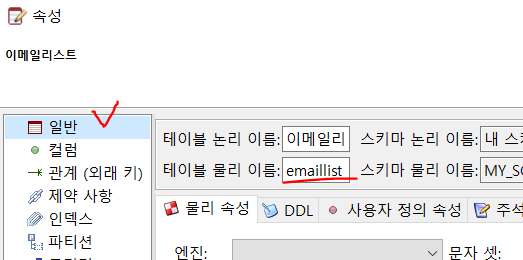 속성
이메일리스트
일반
컬럼
관계 (외래 키)
제약 사항
인덱스
파티션
테이블 논리 이름: 이메일리 스키마 논리 이름: 내 스
테이블 물리 이름: emaillist 스키마 물리 이름: MY_SC
물리 속성 DDL 사용자 정의 속성 주석
엔진: 문자 셋: